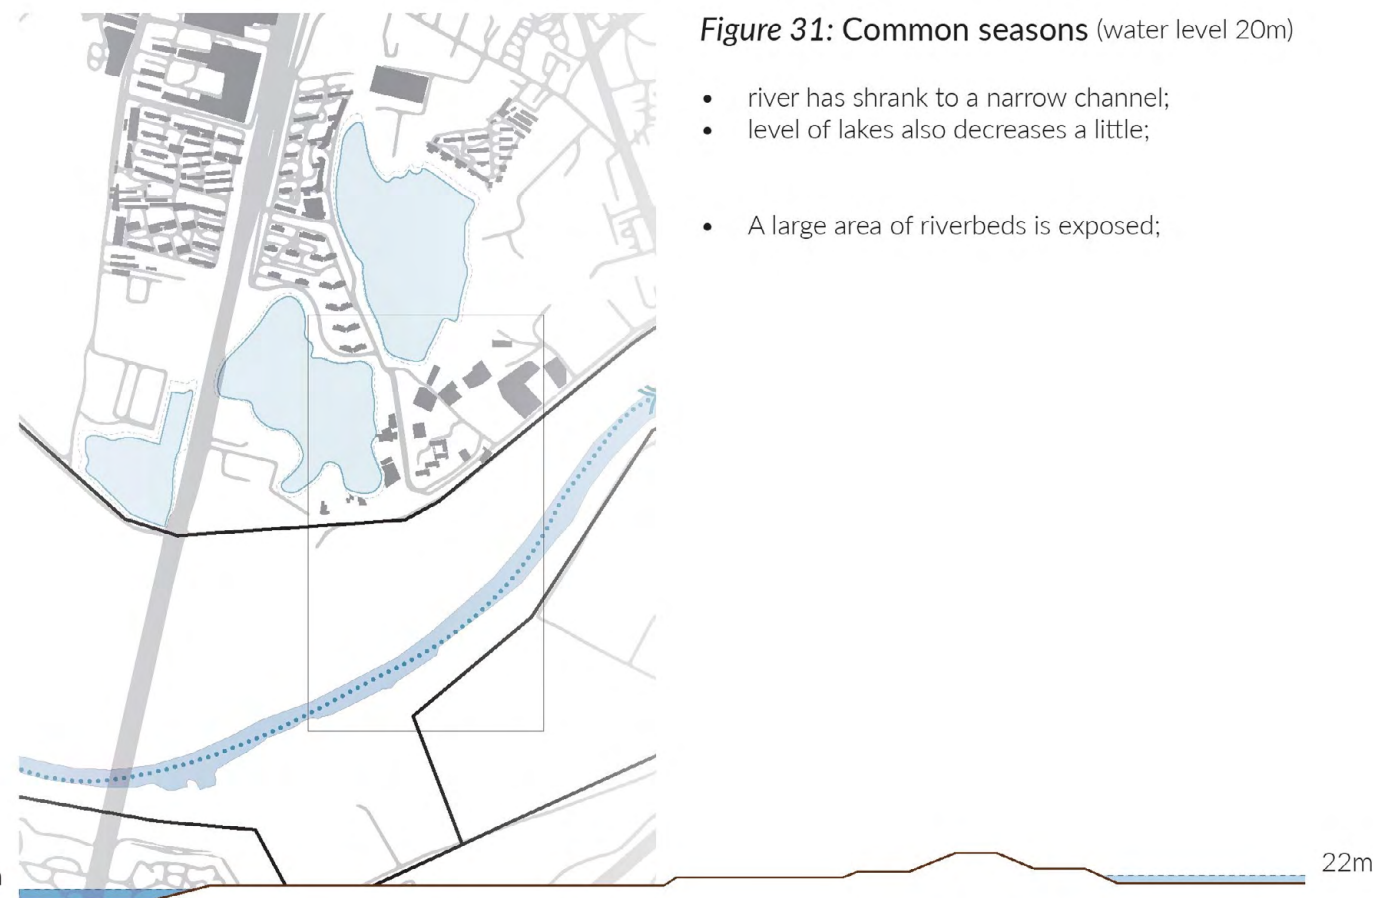 Figure 31: Common seasons (water level 20m)
• river has shrank to a narrow channel;
• level of lakes also decreases a little;
• A large area of riverbeds is exposed;
22m